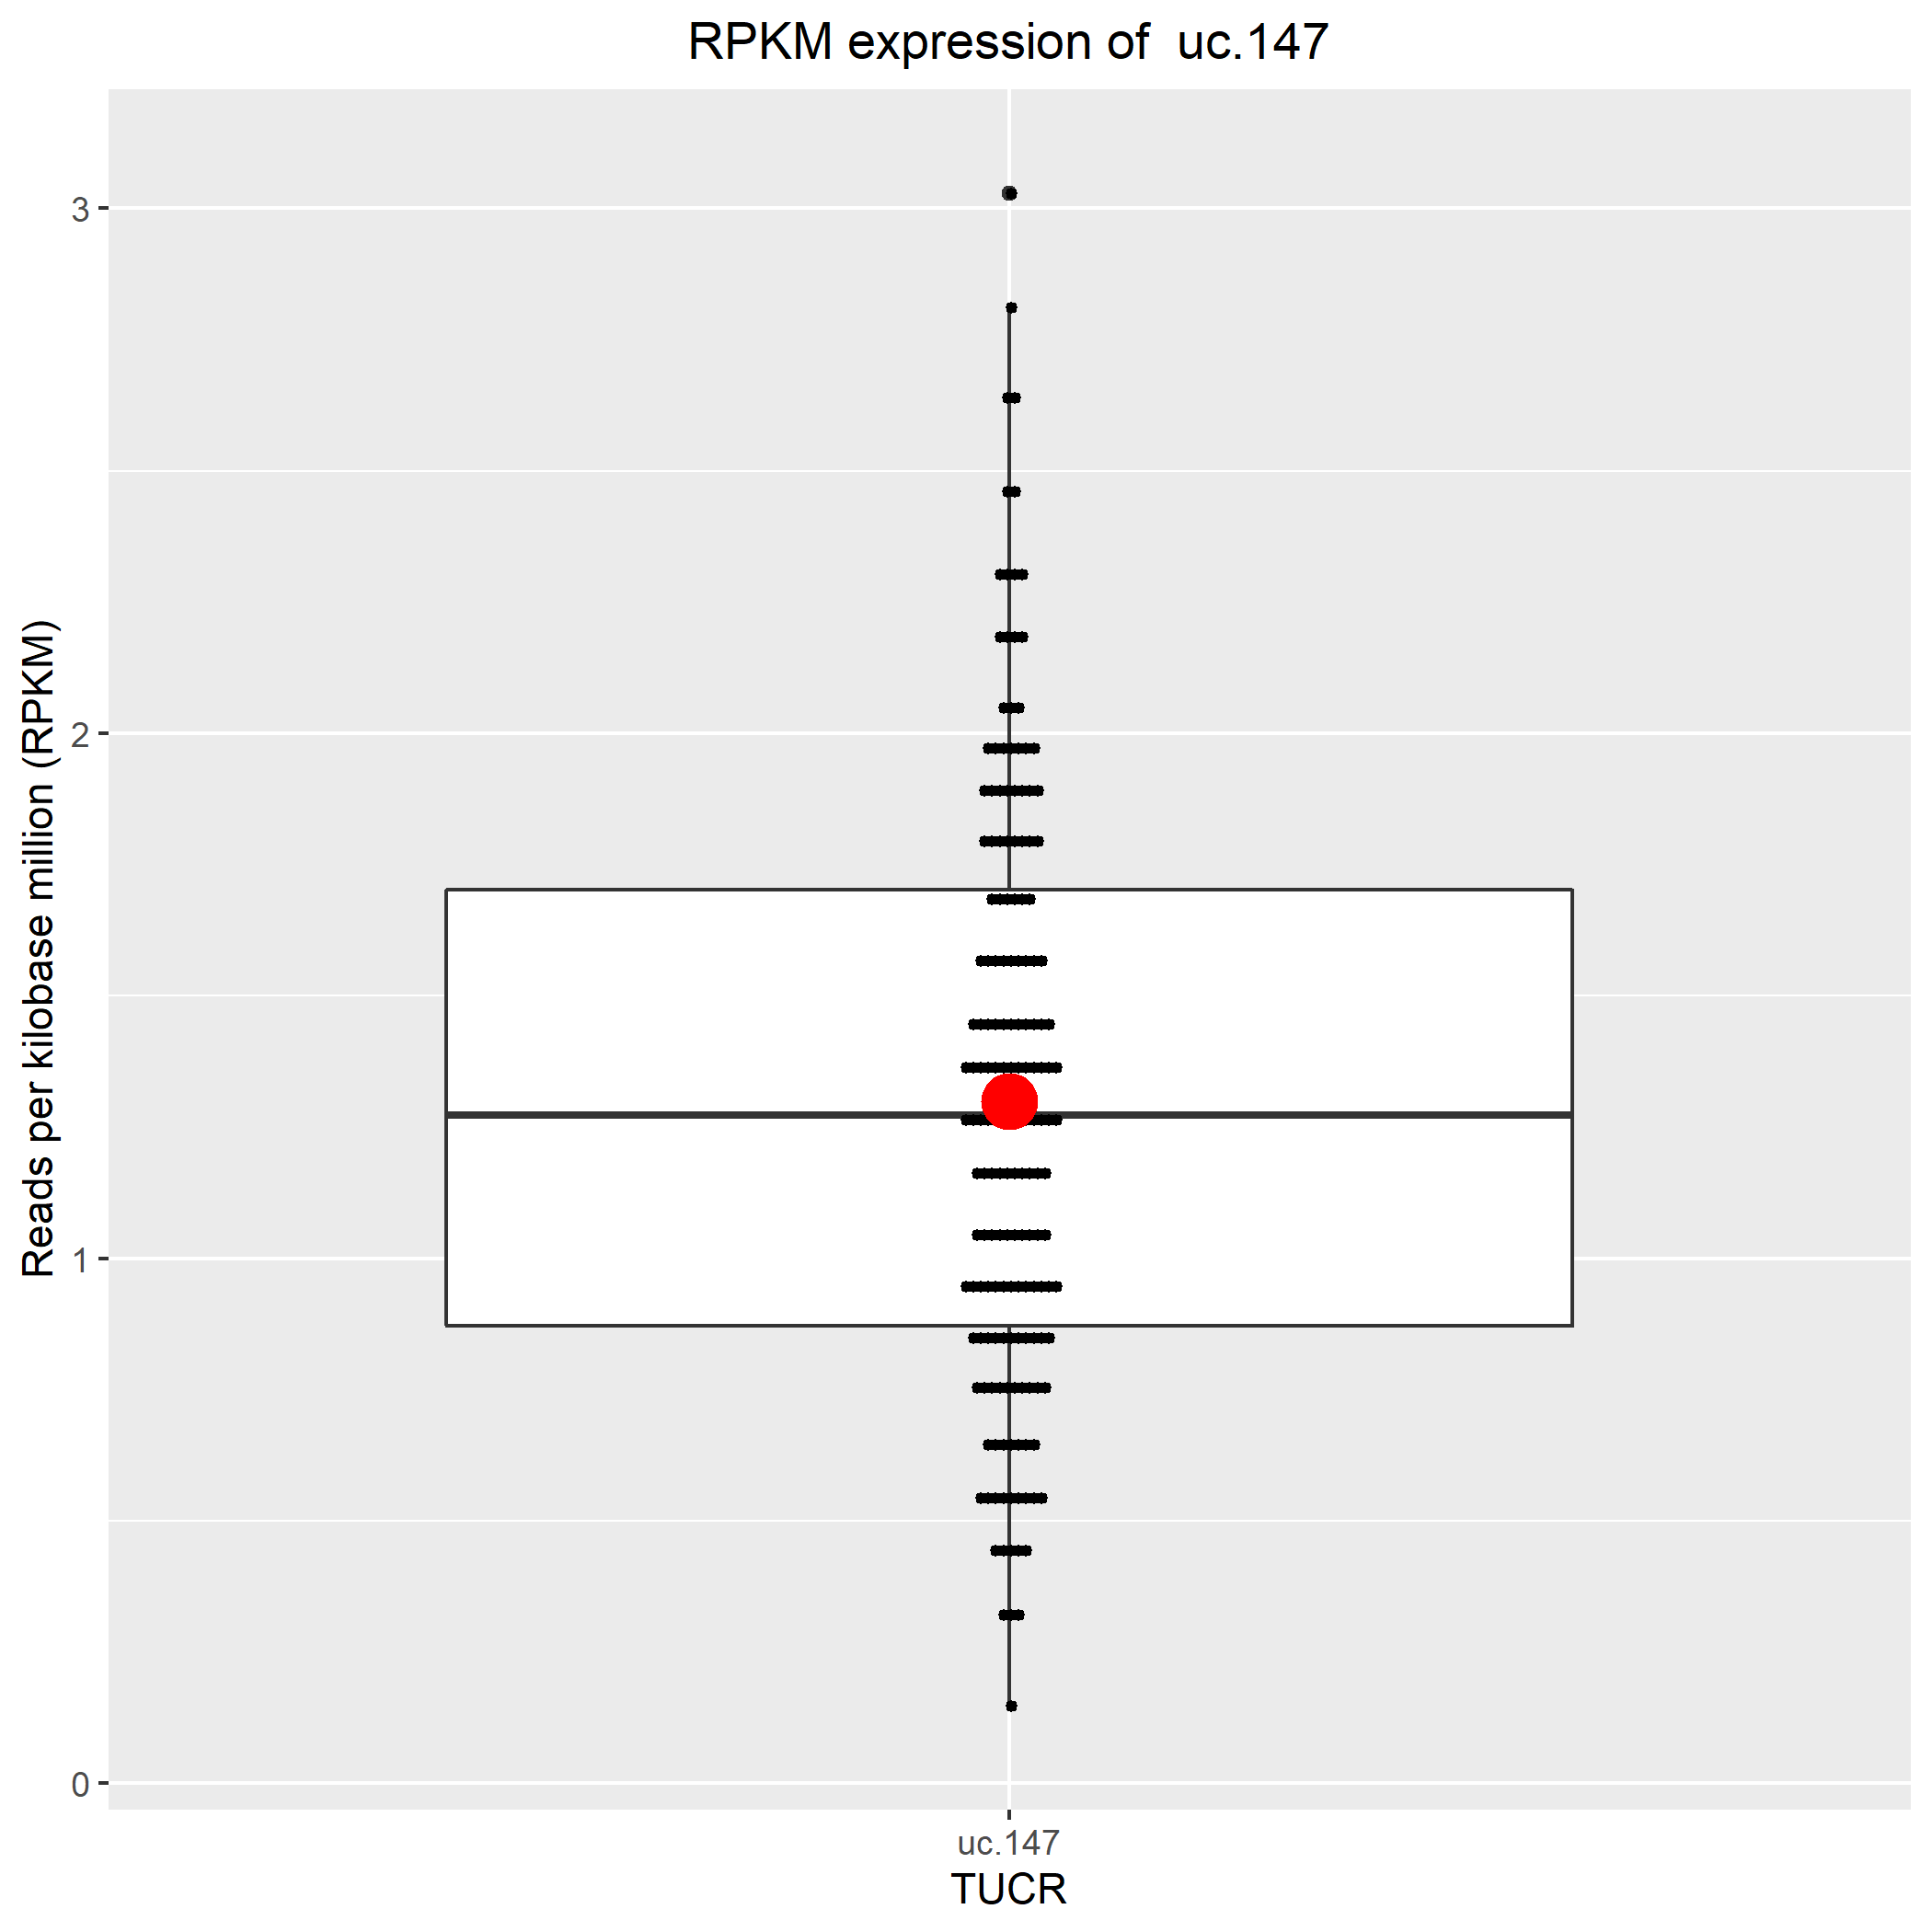 RPKM expression of  uc.147
Reads per kilobase million (RPKM)
3
2
1
0
uc.147
TUCR